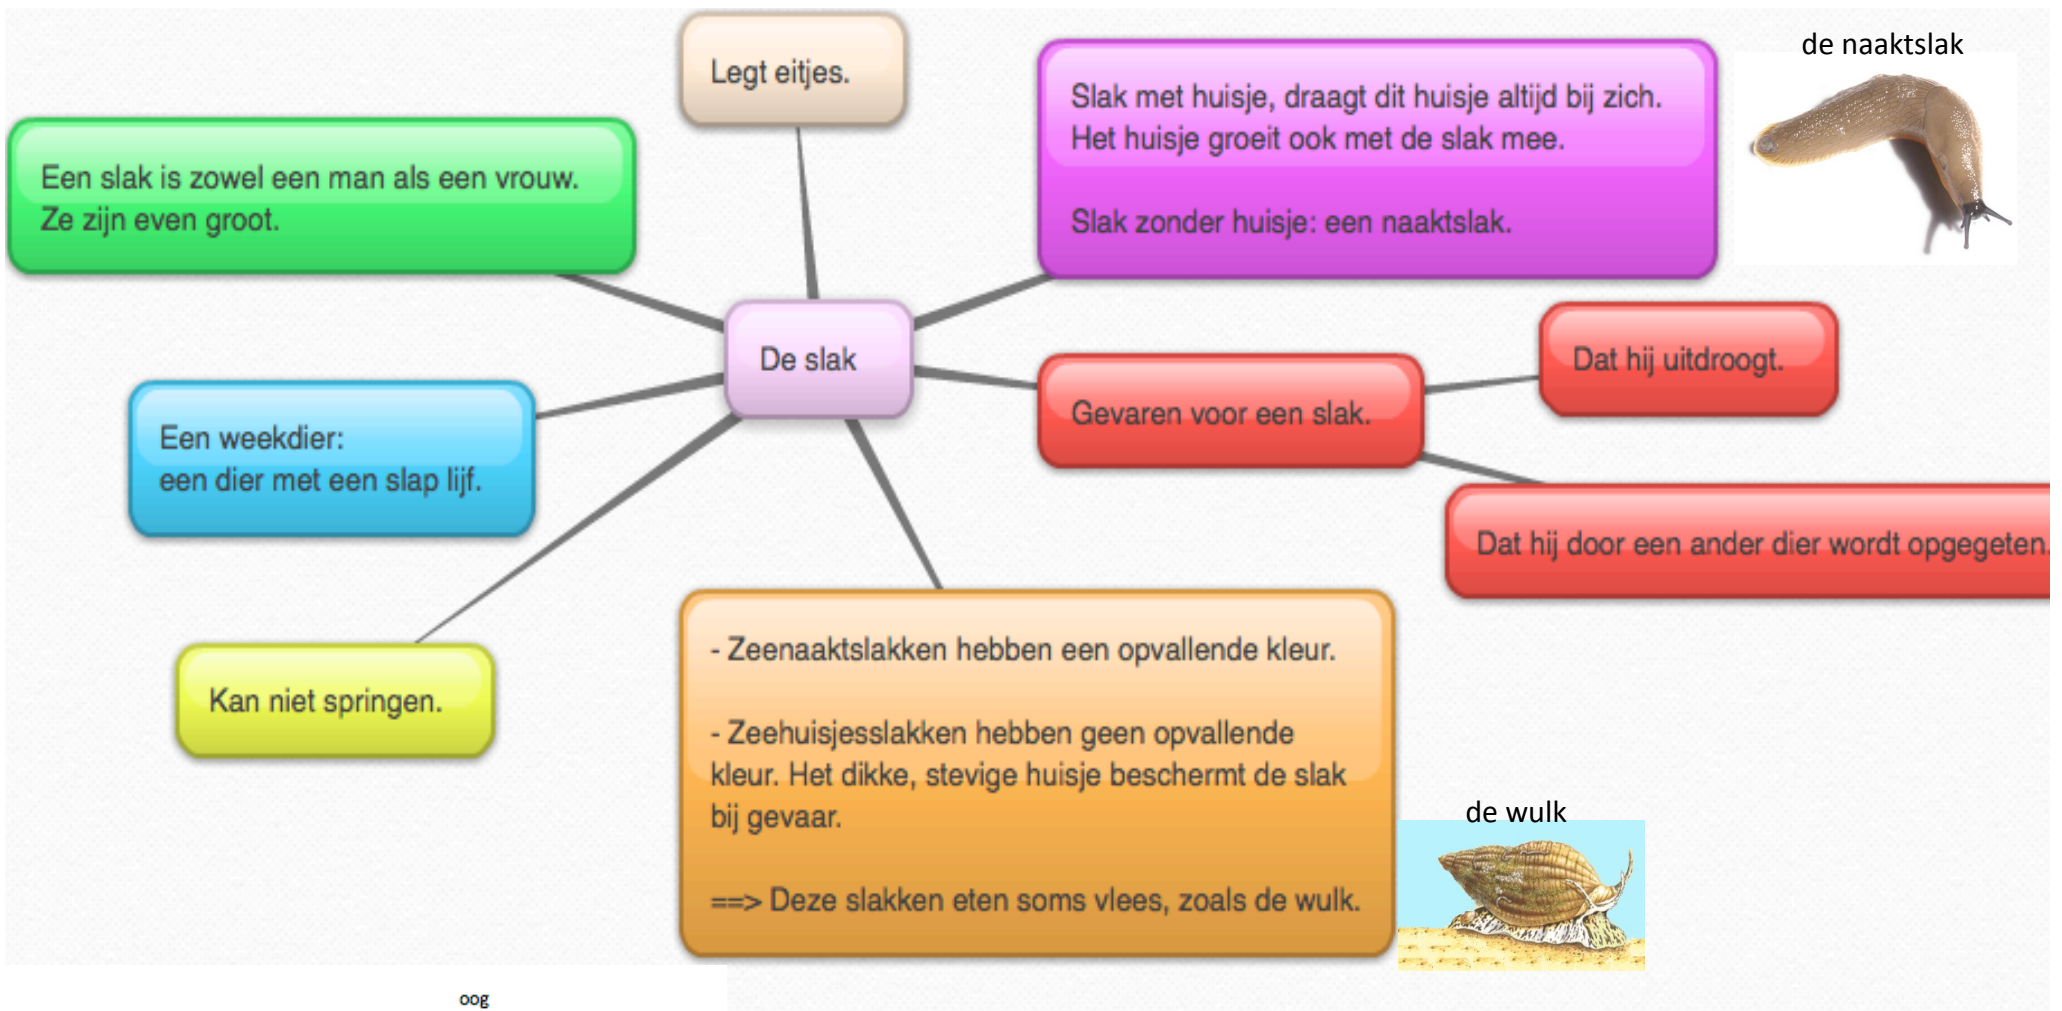 Legt eitjes.
de naaktslak
Slak met huisje, draagt dit huisje altijd bij zich.
Het huisje groeit ook met de slak mee.
Slak zonder huisje: een naaktslak.
Een slak is zowel een man als een vrouw.
Ze zijn even groot.
De slak
Dat hij uitdroogt.
Gevaren voor een slak.
Een weekdier:
een dier met een slap lijf.
Dat hij door een ander dier wordt opgegeten.
Kan niet springen.
- Zeenaaktslakken hebben een opvallende kleur.
- Zeehuisjesslakken hebben geen opvallende
kleur. Het dikke, stevige huisje beschermt de slak
bij gevaar.
==> Deze slakken eten soms vlees, zoals de wulk.
de wulk
oog